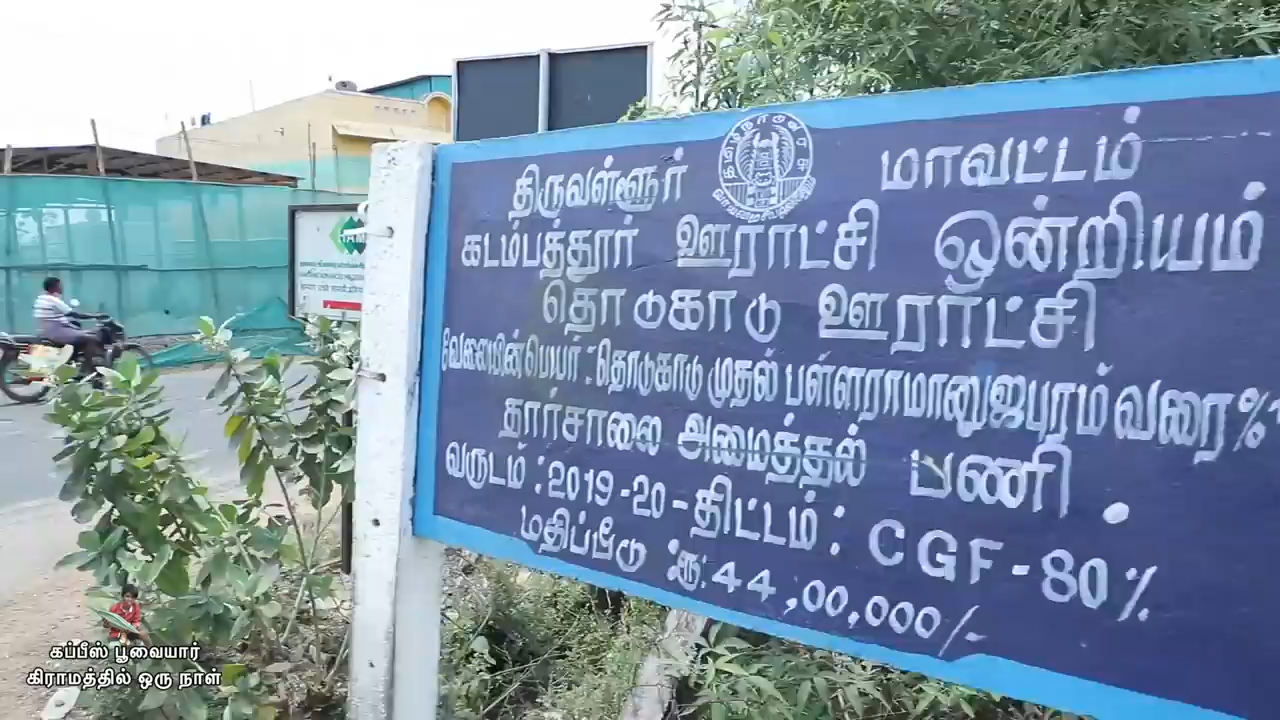 திருவள்ளூர் மாவட்டம்
கடம்பத்தூர் ஊராட்சி ஒன்றியம்
தொடுகாடு ஊராட்சி
வேலையின்பெயர் : தொடுகாடு முதல் பள்ளராமானுஜபுரம் வரை
தார்சாலை அமைத்தல் பணி .
வருடம் : 2019-20 - திட்டம் : CGF - 80%
மதிப்பீடு ரூ. 44,00,000/-
கப்பீஸ் பூவையார்
கிராமத்தில் ஒரு நாள்